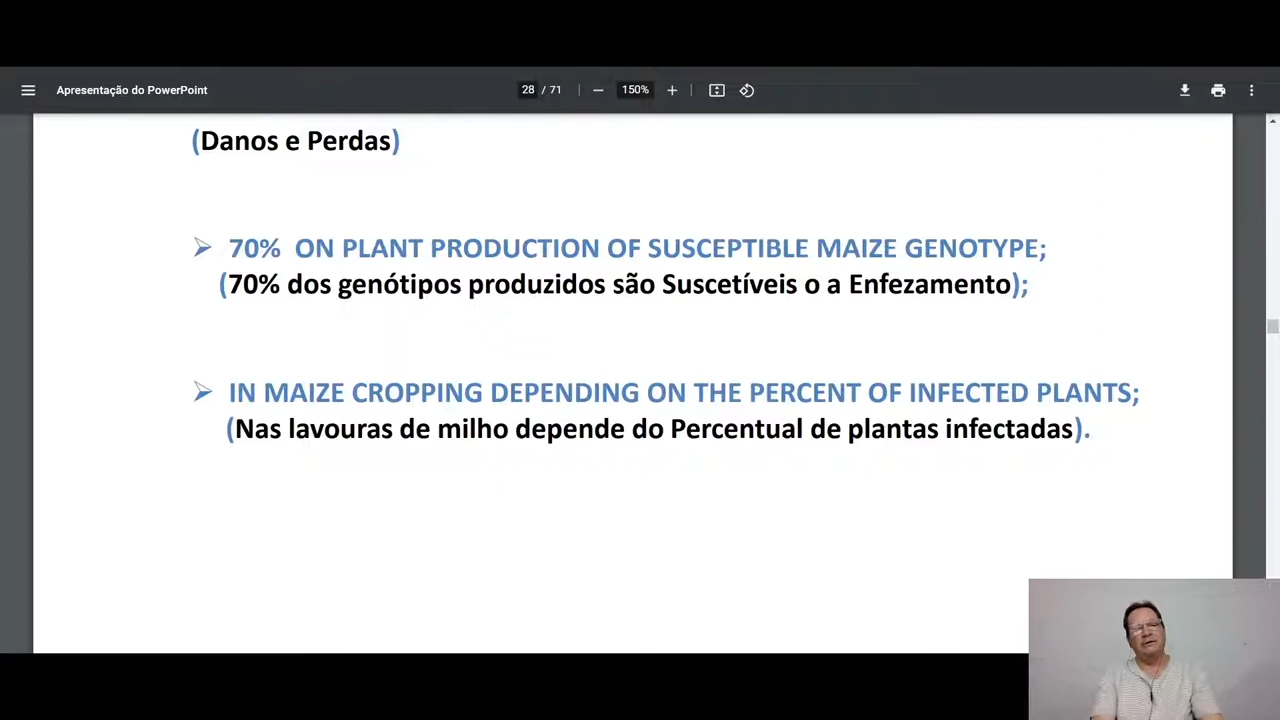 Apresentação do PowerPoint 28 / 71 150%
(Danos e Perdas)
70% ON PLANT PRODUCTION OF SUSCEPTIBLE MAIZE GENOTYPE;
(70% dos genótipos produzidos são Suscetíveis o a Enfezamento);
IN MAIZE CROPPING DEPENDING ON THE PERCENT OF INFECTED PLANTS;
(Nas lavouras de milho depende do Percentual de plantas infectadas).